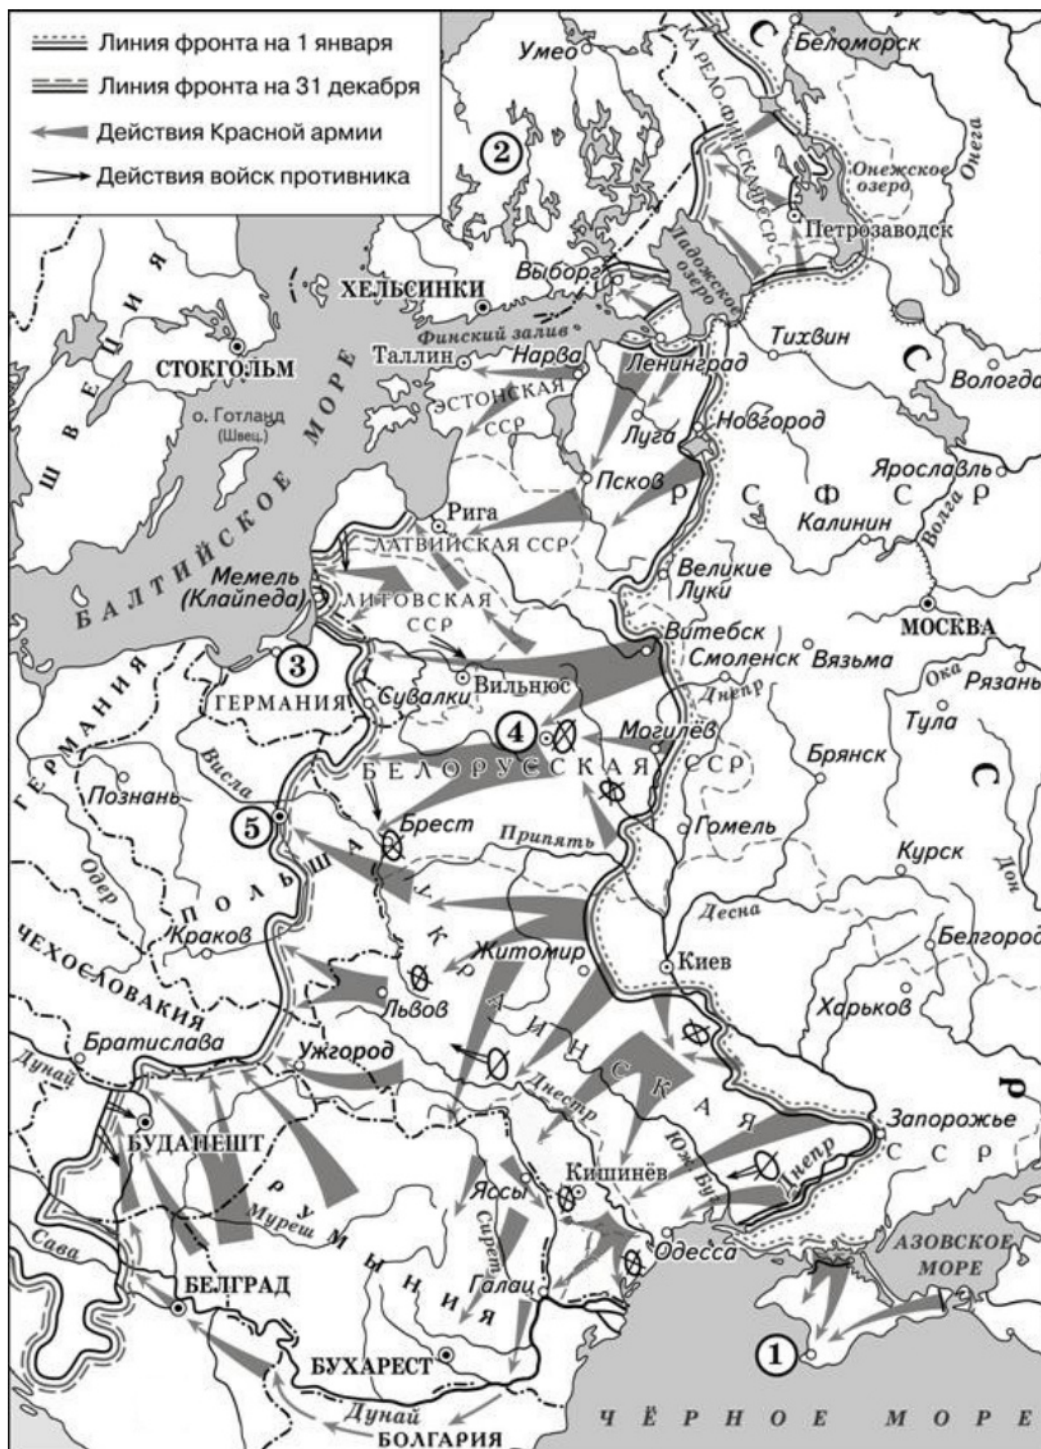 Линия фронта на 1 января
Линия фронта на 31 декабря
Действия Красной армии
Действия войск противника
Умео
Беломорск
С
КАРЕЛО-ФИНСКАЯ ССР
2
Онега
Онежское
озеро
Петрозаводск
Ладожское
озеро
Выборг
ХЕЛЬСИНКИ
ШВЕЦИЯ
СТОКГОЛЬМ
Финский залив
Таллин
Нарва
Ленинград
Тихвин
С
Вологда
ЭСТОНСКАЯ
ССР
о. Готланд
(Швец.)
БАЛТИЙСКОЕ МОРЕ
Луга
Новгород
Псков
Ярославль
РСФСР
Рига
Калинин
Волга
ЛАТВИЙСКАЯ ССР
Мемель
(Клайпеда)
ЛИТОВСКАЯ
ССР
Великие
Луки
МОСКВА
Витебск
Смоленск
Вязьма
3
ГЕРМАНИЯ
Вильнюс
Сувалки
Днепр
Ока
Рязань
Тула
4
Могилёв
БЕЛОРУССКАЯ ССР
Брянск
С
ГЕРМАНИЯ
Висла
Познань
5
Брест
Припять
Гомель
Одер
ПОЛЬША
Курск
Дон
Десна
Краков
Житомир
Киев
Белгород
ЧЕХОСЛОВАКИЯ
УКРАИНСКАЯ
ССР
Львов
Харьков
Братислава
Ужгород
Дунай
Днестр
Р
БУДАПЕШТ
Запорожье
Днепр
Юж. Буг
Кишинёв
Яссы
Муреш
РУМЫНИЯ
Сирет
Одесса
Сава
АЗОВСКОЕ
МОРЕ
БЕЛГРАД
Галац
БУХАРЕСТ
1
Дунай
БОЛГАРИЯ
ЧЁРНОЕ МОРЕ